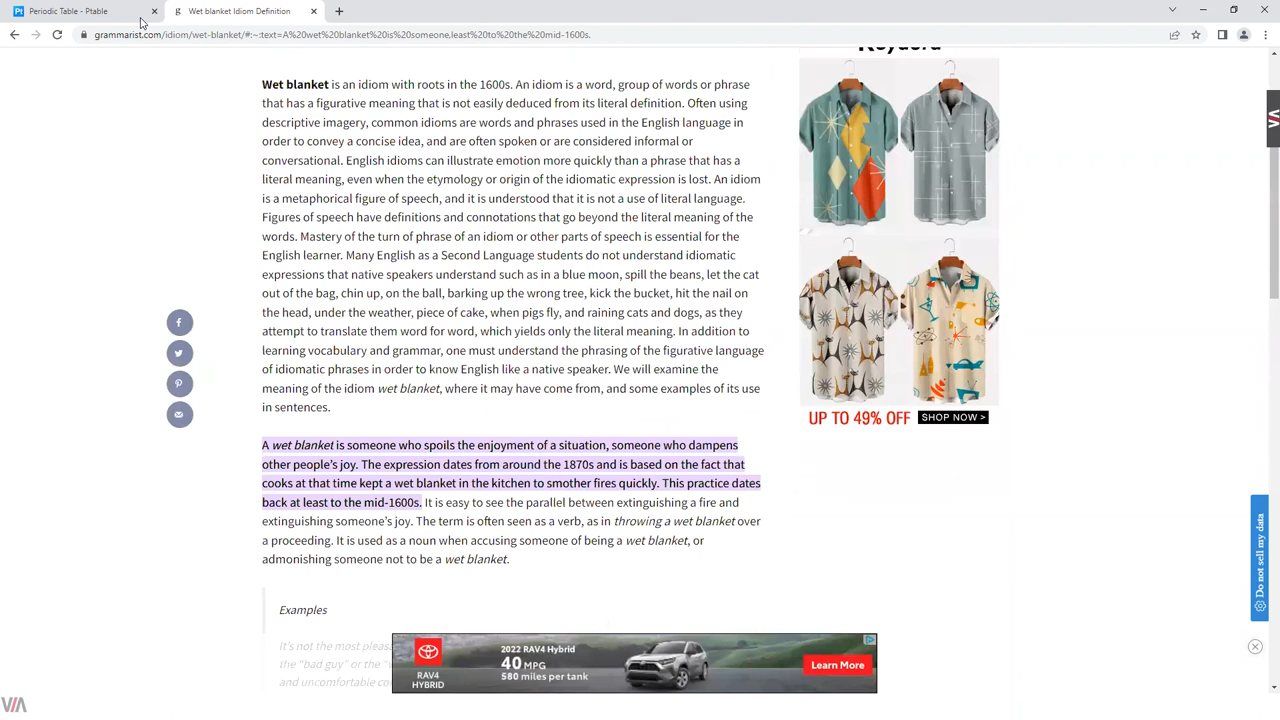 Periodic Table - Ptable
Wet blanket Idiom Definition
grammarist.com/idiom/wet-blanket/#:~:text=A%20wet%20blanket%20is%20someone,least%20to%20the%20mid-1600s.
Wet blanket is an idiom with roots in the 1600s. An idiom is a word, group of words or phrase
that has a figurative meaning that is not easily deduced from its literal definition. Often using
descriptive imagery, common idioms are words and phrases used in the English language in
order to convey a concise idea, and are often spoken or are considered informal or
conversational. English idioms can illustrate emotion more quickly than a phrase that has a
literal meaning, even when the etymology or origin of the idiomatic expression is lost. An idiom
is a metaphorical figure of speech, and it is understood that it is not a use of literal language.
Figures of speech have definitions and connotations that go beyond the literal meaning of the
words. Mastery of the turn of phrase of an idiom or other parts of speech is essential for the
English learner. Many English as a Second Language students do not understand idiomatic
expressions that native speakers understand such as in a blue moon, spill the beans, let the cat
out of the bag, chin up, on the ball, barking up the wrong tree, kick the bucket, hit the nail on
the head, under the weather, piece of cake, when pigs fly, and raining cats and dogs, as they
attempt to translate them word for word, which yields only the literal meaning. In addition to
learning vocabulary and grammar, one must understand the phrasing of the figurative language
of idiomatic phrases in order to know English like a native speaker. We will examine the
meaning of the idiom wet blanket, where it may have come from, and some examples of its use
in sentences.
A wet blanket is someone who spoils the enjoyment of a situation, someone who dampens
other people's joy. The expression dates from around the 1870s and is based on the fact that
cooks at that time kept a wet blanket in the kitchen to smother fires quickly. This practice dates
back at least to the mid-1600s. It is easy to see the parallel between extinguishing a fire and
extinguishing someone's joy. The term is often seen as a verb, as in throwing a wet blanket over
a proceeding. It is used as a noun when accusing someone of being a wet blanket, or
admonishing someone not to be a wet blanket.
Examples
It's not the most pleas
the "bad guy" or the
and uncomfortable co
UP TO 49% OFF SHOP NOW >
Do not sell my data
RAV4
HYBRID
2022 RAV4 Hybrid
40 MPG
580 miles per tank
Learn More
VIA